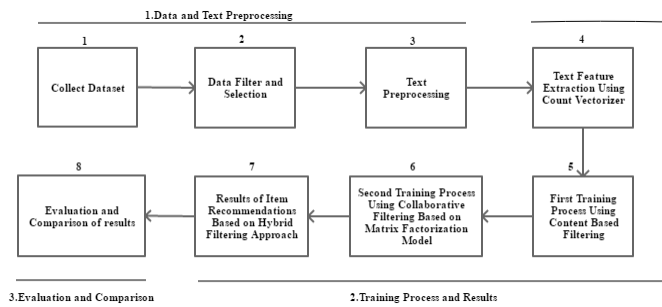 1.Data and Text Preprocessing
1
2
3
4
Collect Dataset
Data Filter and
Selection
Text
Preprocessing
Text Feature
Extraction Using
Count Vectorizer
8
7
6
5
Evaluation and
Comparison of results
Results of Item
Recommendations
Based on Hybrid
Filtering Approach
Second Training Process
Using Collaborative
Filtering Based on
Matrix Factorization
Model
First Training
Process Using
Content Based
Filtering
3.Evaluation and Comparison
2.Training Process and Results